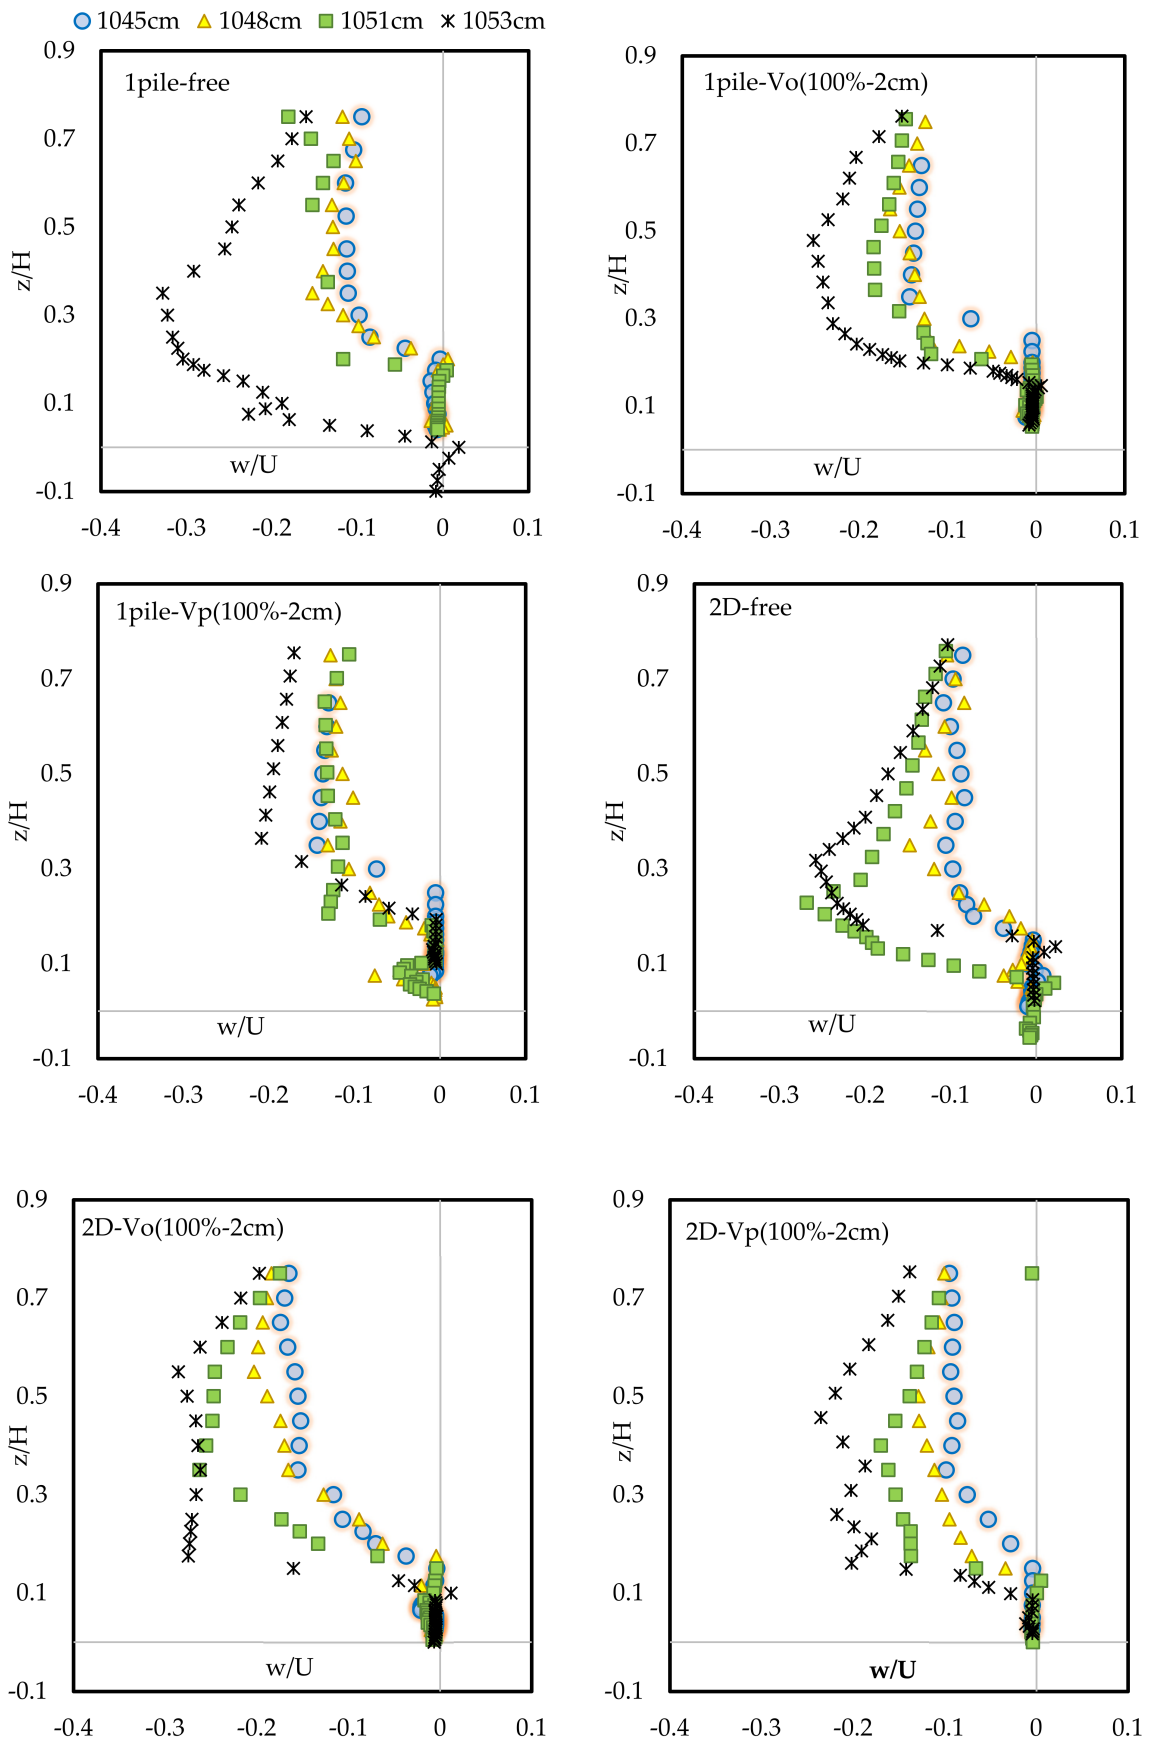 1045cm 1048cm 1051cm 1053cm
0.9
1pile-free
0.7
0.5
z/H
0.3
0.1
w/U
-0.1
-0.4 -0.3 -0.2 -0.1 0 0.1
0.9
1pile-Vo(100%-2cm)
0.7
0.5
z/H
0.3
0.1
w/U
-0.1
-0.4 -0.3 -0.2 -0.1 0 0.1
0.9
1pile-Vp(100%-2cm)
0.7
0.5
z/H
0.3
0.1
w/U
-0.1
-0.4 -0.3 -0.2 -0.1 0 0.1
0.9
2D-free
0.7
0.5
z/H
0.3
0.1
w/U
-0.1
-0.4 -0.3 -0.2 -0.1 0 0.1
0.9
2D-Vo(100%-2cm)
0.7
0.5
z/H
0.3
0.1
w/U
-0.1
-0.4 -0.3 -0.2 -0.1 0 0.1
0.9
2D-Vp(100%-2cm)
0.7
0.5
z/H
0.3
0.1
w/U
-0.1
-0.4 -0.3 -0.2 -0.1 0 0.1